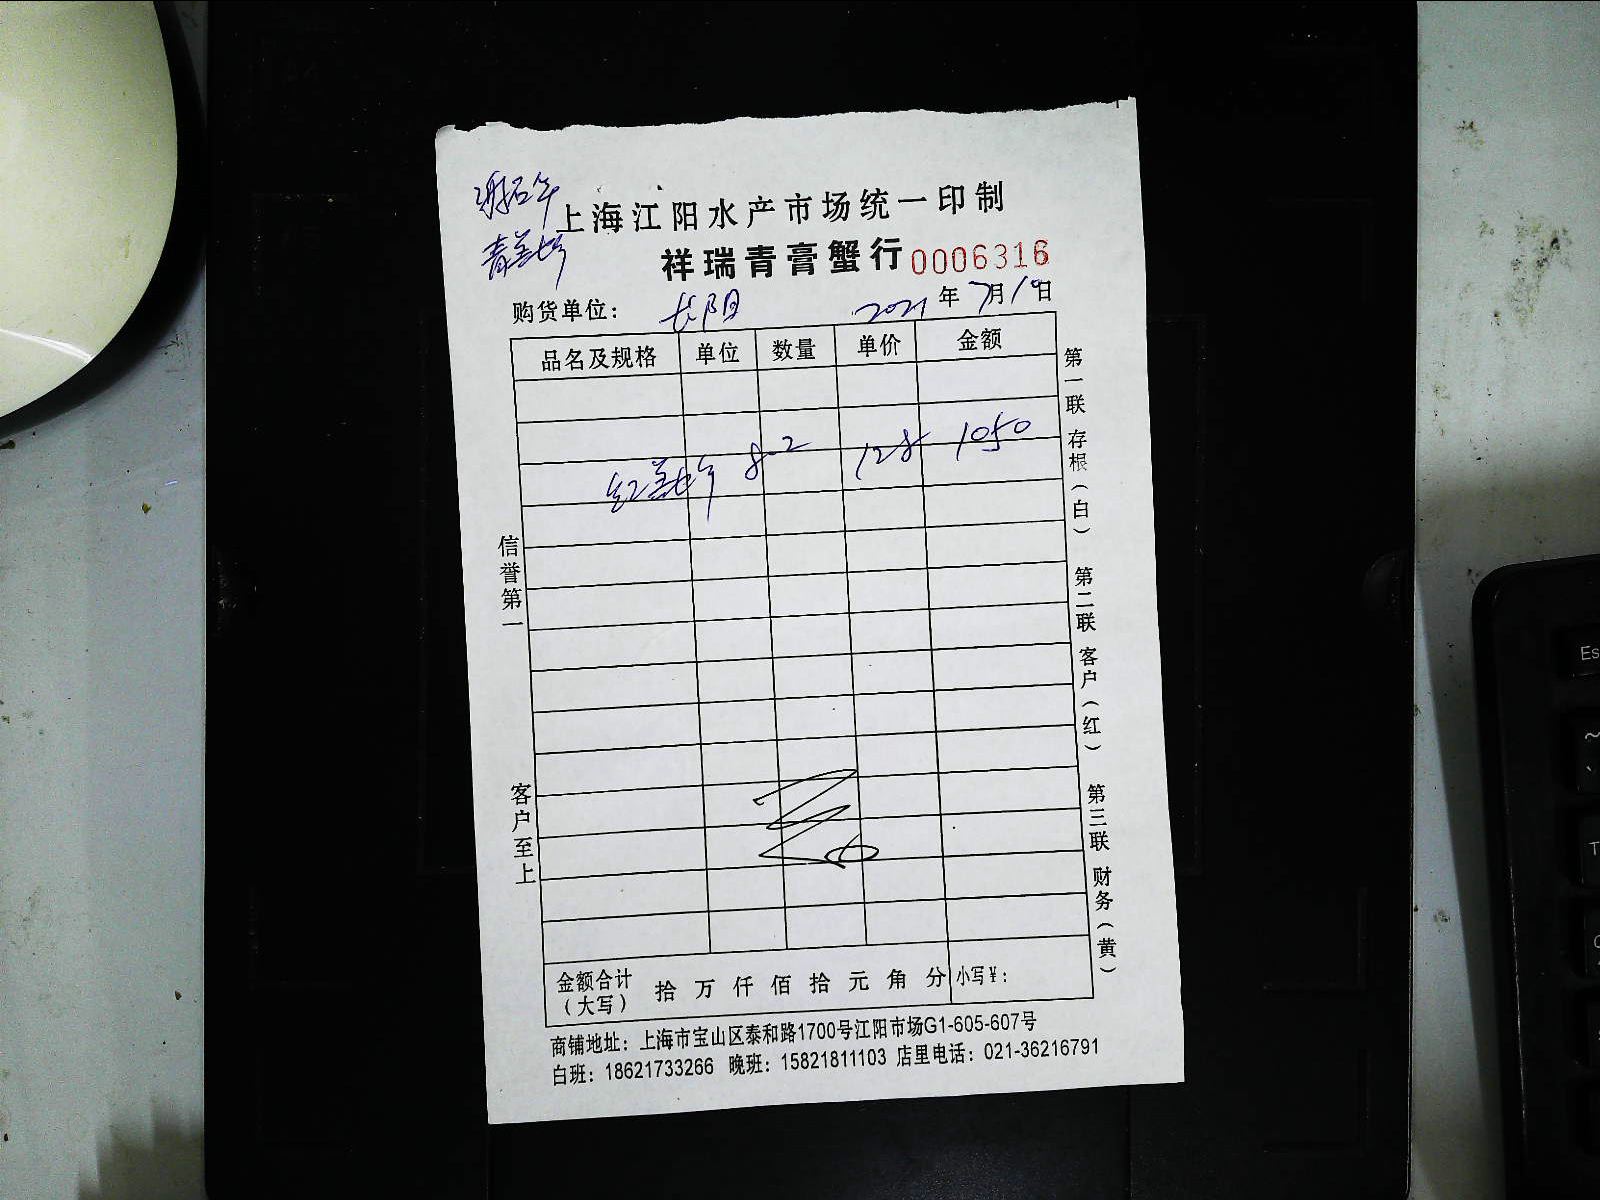 上海江阳水产市场统一印制
祥瑞青膏蟹行 0006316
购货单位： 长阳 2021年7月10日
品名及规格 单位 数量 单价 金额
8-2 128 1050
信誉第一
客户至上
第一联 存根（白）
第二联 客户（红）
第三联 财务（黄）
金额合计（大写） 拾 万 仟 佰 拾 元 角 分 小写￥：
商铺地址：上海市宝山区泰和路1700号江阳市场G1-605-607号
白班：18621733266 晚班：15821811103 店里电话：021-36216791
Es
~